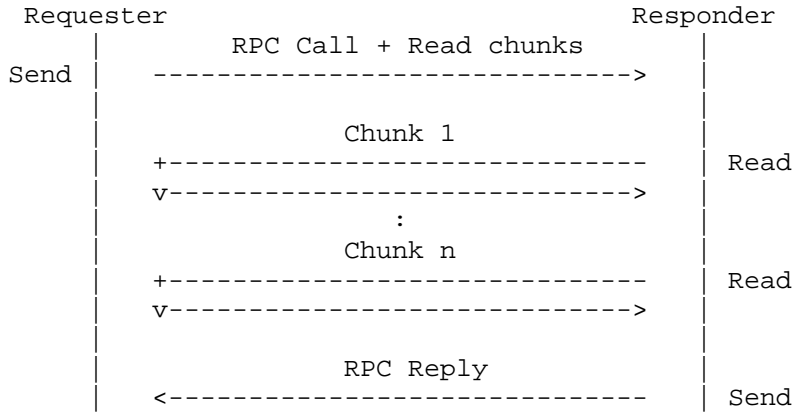 Requester Responder
RPC Call + Read chunks
Send | ------------------------------> |
Chunk 1
| +------------------------------ | Read
| v-----------------------------> |
:
Chunk n
| +------------------------------ | Read
| v-----------------------------> |
RPC Reply
| <------------------------------ | Send